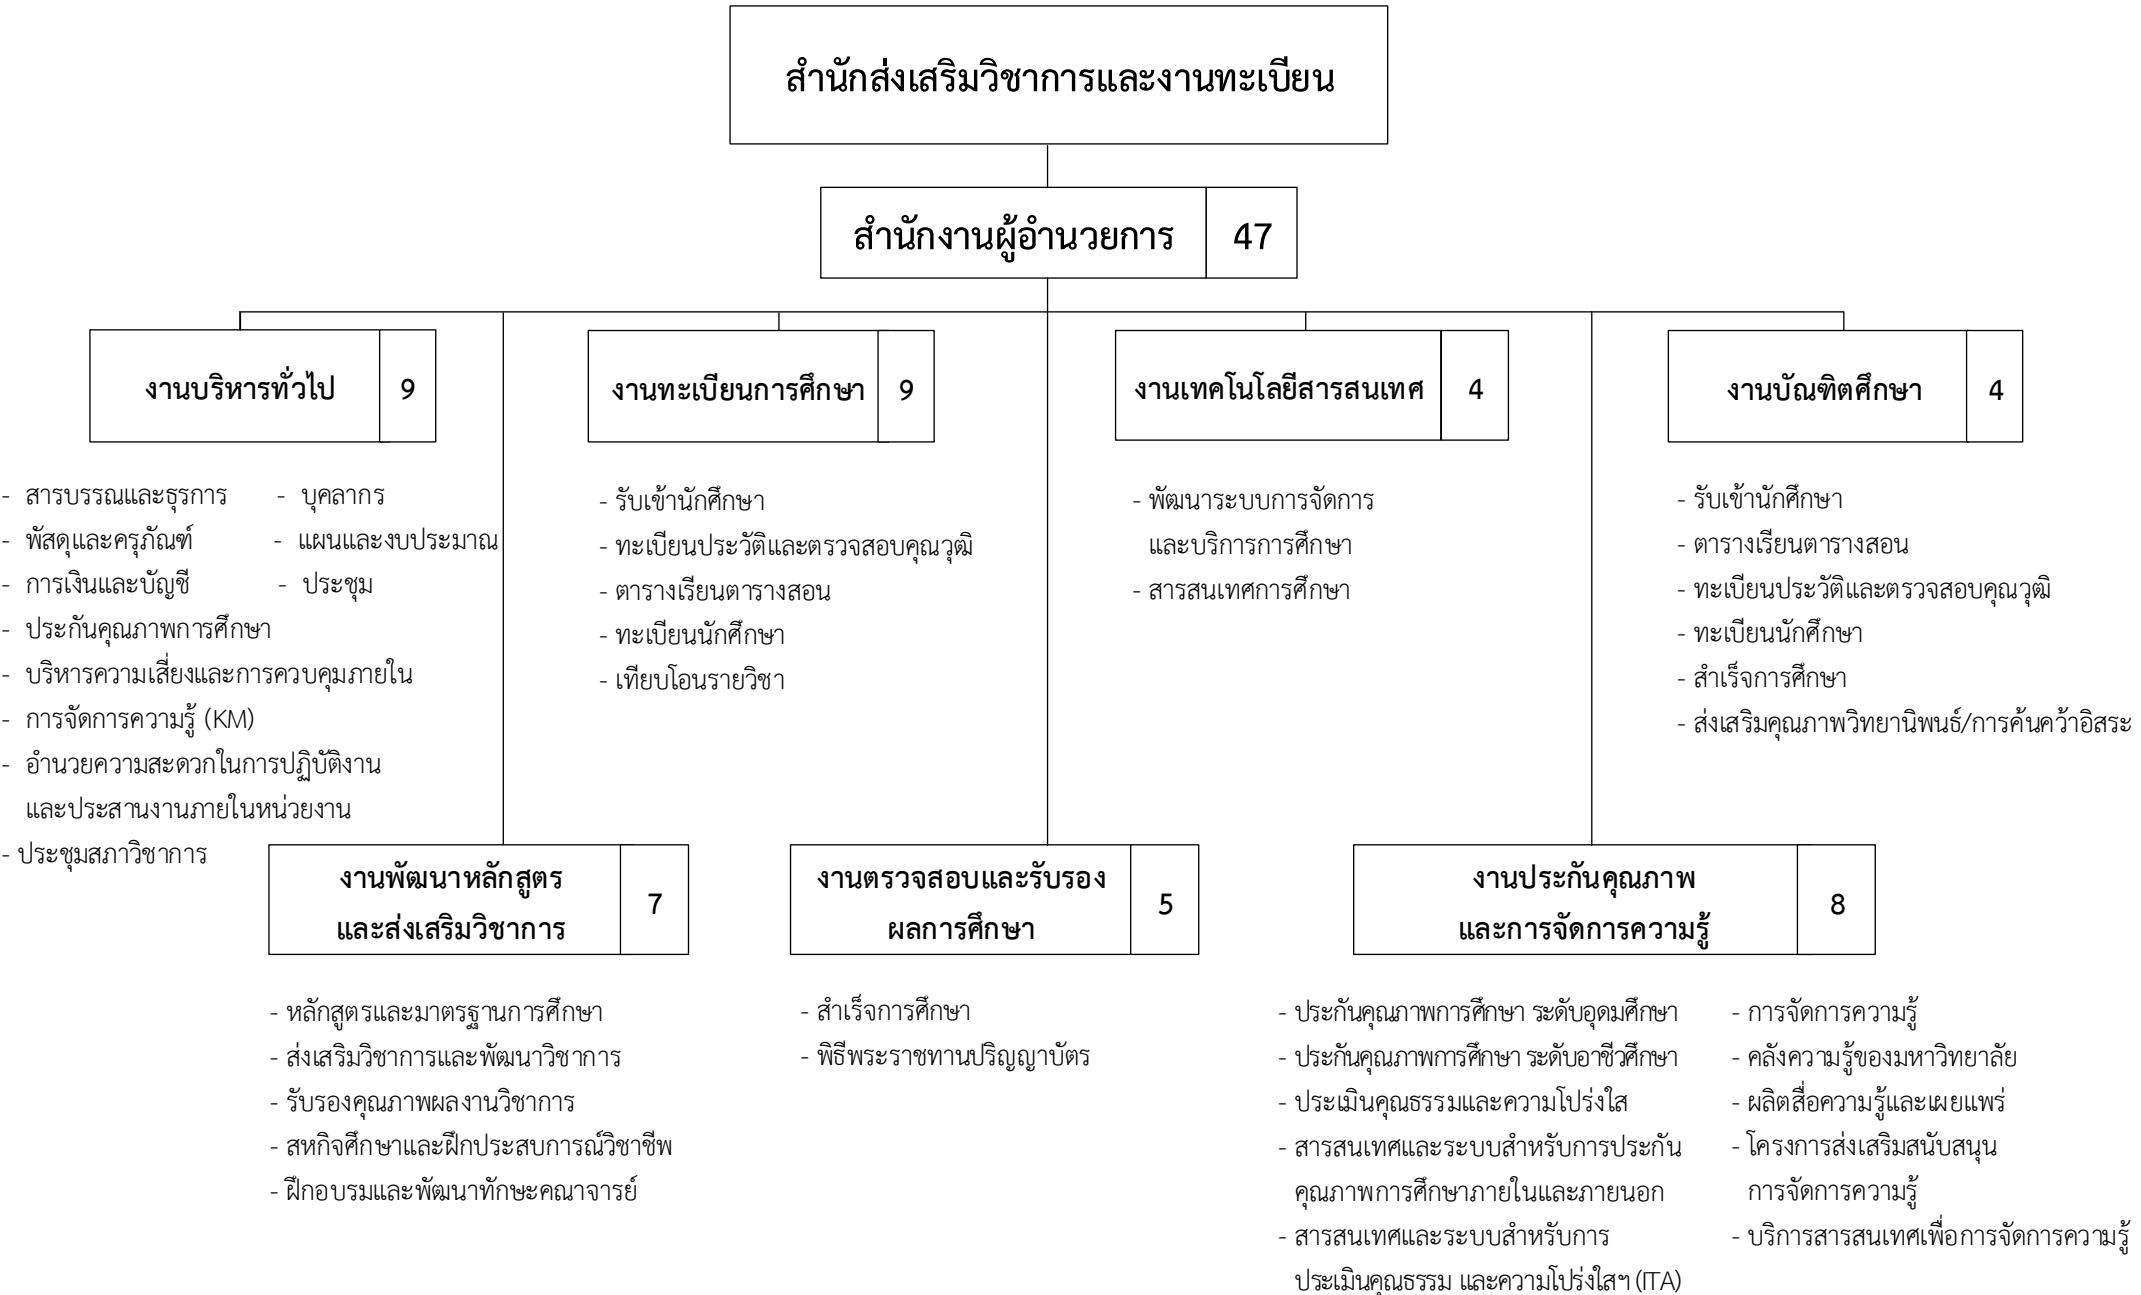 สำนักส่งเสริมวิชาการและงานทะเบียน
สำนักงานผู้อำนวยการ 47
งานบริหารทั่วไป 9
- สารบรรณและธุรการ - บุคลากร
- พัสดุและครุภัณฑ์ - แผนและงบประมาณ
- การเงินและบัญชี - ประชุม
- ประกันคุณภาพการศึกษา
- บริหารความเสี่ยงและการควบคุมภายใน
- การจัดการความรู้ (KM)
- อำนวยความสะดวกในการปฏิบัติงาน
และประสานงานภายในหน่วยงาน
- ประชุมสภาวิชาการ
งานทะเบียนการศึกษา 9
- รับเข้านักศึกษา
- ทะเบียนประวัติและตรวจสอบคุณวุฒิ
- ตารางเรียนตารางสอน
- ทะเบียนนักศึกษา
- เทียบโอนรายวิชา
งานเทคโนโลยีสารสนเทศ 4
- พัฒนาระบบการจัดการ
และบริการการศึกษา
- สารสนเทศการศึกษา
งานบัณฑิตศึกษา 4
- รับเข้านักศึกษา
- ตารางเรียนตารางสอน
- ทะเบียนประวัติและตรวจสอบคุณวุฒิ
- ทะเบียนนักศึกษา
- สำเร็จการศึกษา
- ส่งเสริมคุณภาพวิทยานิพนธ์/การค้นคว้าอิสระ
งานพัฒนาหลักสูตร
และส่งเสริมวิชาการ 7
- หลักสูตรและมาตรฐานการศึกษา
- ส่งเสริมวิชาการและพัฒนาวิชาการ
- รับรองคุณภาพผลงานวิชาการ
- สหกิจศึกษาและฝึกประสบการณ์วิชาชีพ
- ฝึกอบรมและพัฒนาทักษะคณาจารย์
งานตรวจสอบและรับรอง
ผลการศึกษา 5
- สำเร็จการศึกษา
- พิธีพระราชทานปริญญาบัตร
งานประกันคุณภาพ
และการจัดการความรู้ 8
- ประกันคุณภาพการศึกษา ระดับอุดมศึกษา
- ประกันคุณภาพการศึกษา ระดับอาชีวศึกษา
- ประเมินคุณธรรมและความโปร่งใส
- สารสนเทศและระบบสำหรับการประกัน
คุณภาพการศึกษาภายในและภายนอก
- สารสนเทศและระบบสำหรับการ
ประเมินคุณธรรม และความโปร่งใสฯ (ITA)
- การจัดการความรู้
- คลังความรู้ของมหาวิทยาลัย
- ผลิตสื่อความรู้และเผยแพร่
- โครงการส่งเสริมสนับสนุน
การจัดการความรู้
- บริการสารสนเทศเพื่อการจัดการความรู้